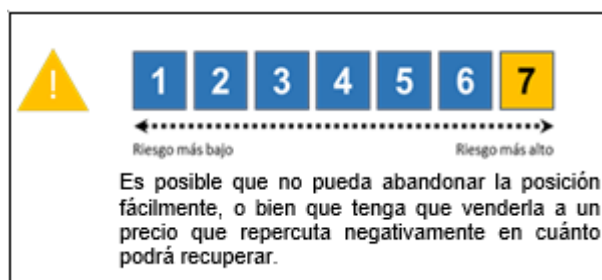 !
1 2 3 4 5 6 7
Riesgo más bajo Riesgo más alto
Es posible que no pueda abandonar la posición
fácilmente, o bien que tenga que venderla a un
precio que repercuta negativamente en cuánto
podrá recuperar.